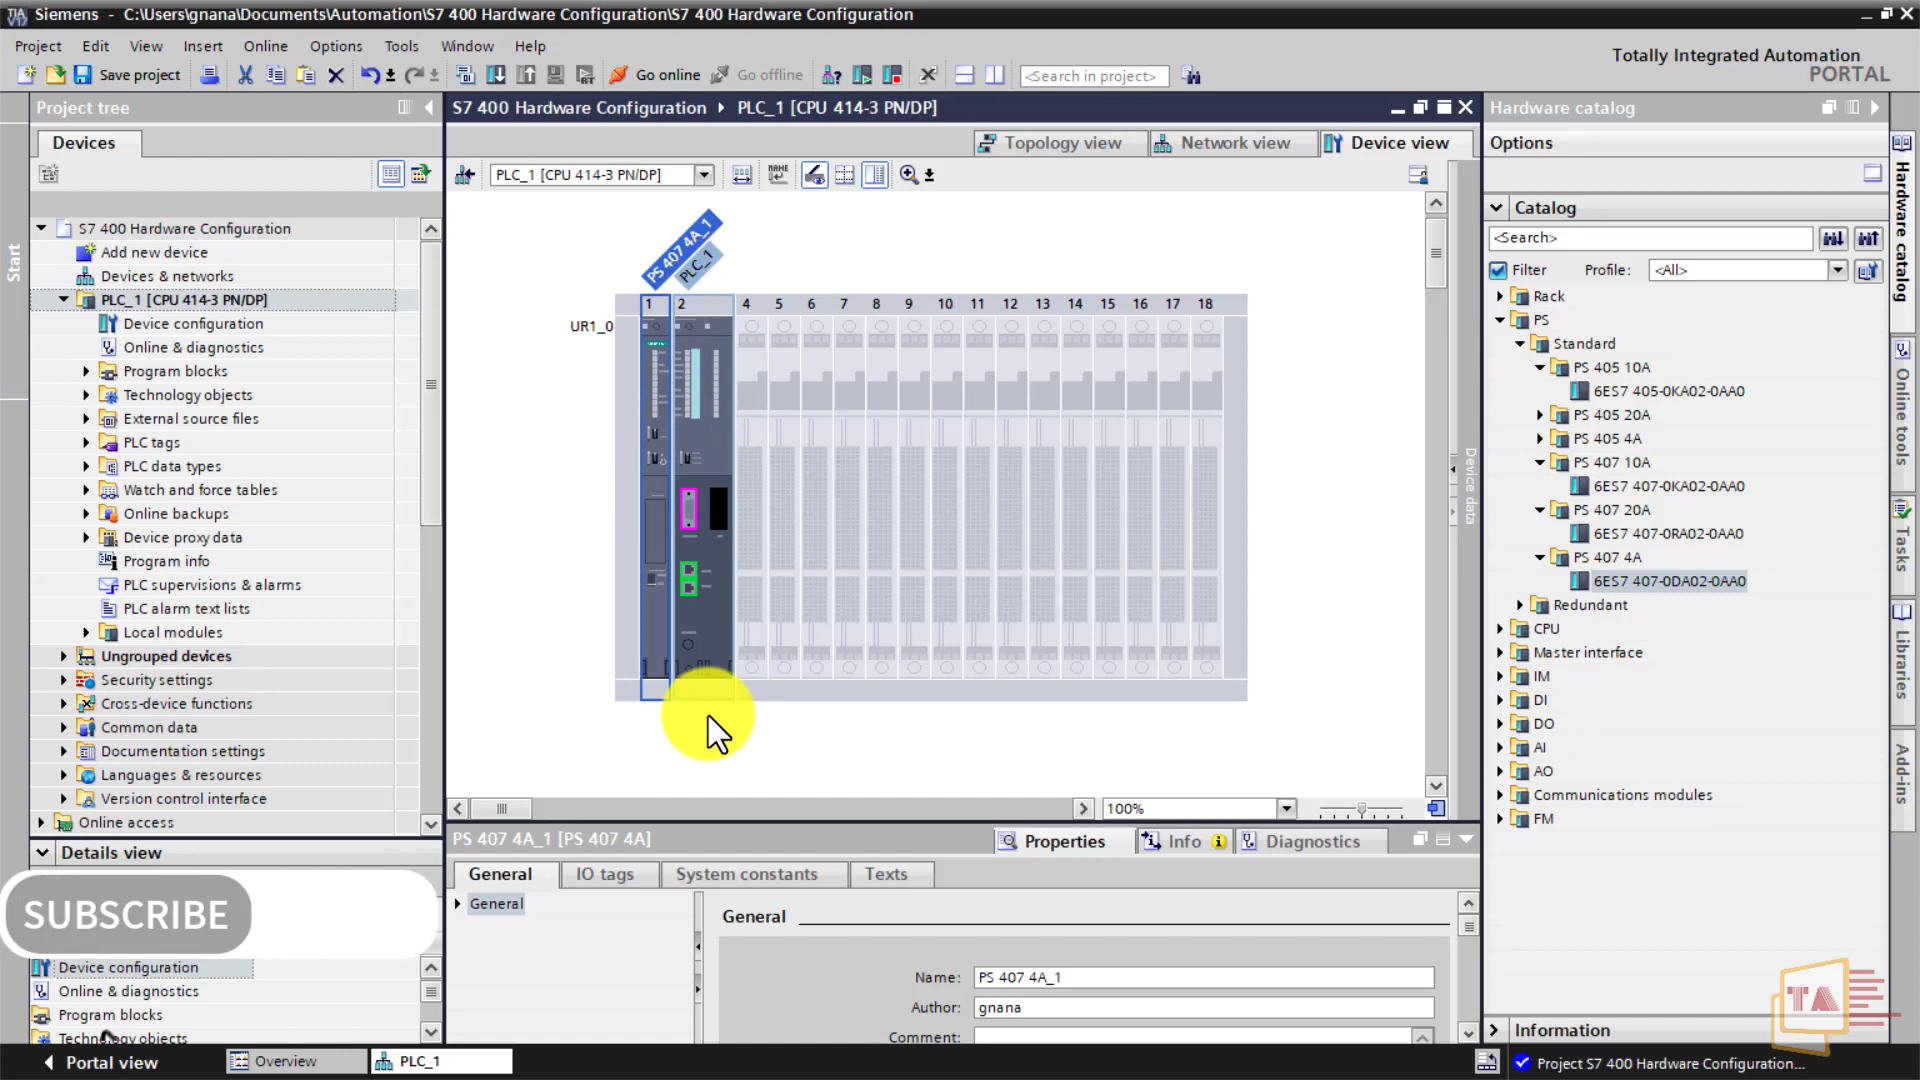 Siemens - C:\Users\gnana\Documents\Automation\S7 400 Hardware Configuration\S7 400 Hardware Configuration
Project Edit View Insert Online Options Tools Window Help
Totally Integrated Automation
PORTAL
Save project
Go online
Go offline
<Search in project>
Project tree
S7 400 Hardware Configuration ▸ PLC_1 [CPU 414-3 PN/DP]
Hardware catalog
Devices
Topology view
Network view
Device view
Options
PLC_1 [CPU 414-3 PN/DP]
NAME
Start
S7 400 Hardware Configuration
Add new device
Devices & networks
PLC_1 [CPU 414-3 PN/DP]
Device configuration
Online & diagnostics
Program blocks
Technology objects
External source files
PLC tags
PLC data types
Watch and force tables
Online backups
Device proxy data
Program info
PLC supervisions & alarms
PLC alarm text lists
Local modules
Ungrouped devices
Security settings
Cross-device functions
Common data
Documentation settings
Languages & resources
Version control interface
Online access
PS 407 4A_1
PLC_1
1 2 4 5 6 7 8 9 10 11 12 13 14 15 16 17 18
UR1_0
Device data
100%
Catalog
<Search>
Filter
Profile:
<All>
Rack
PS
Standard
PS 405 10A
6ES7 405-0KA02-0AA0
PS 405 20A
PS 405 4A
PS 407 10A
6ES7 407-0KA02-0AA0
PS 407 20A
6ES7 407-0RA02-0AA0
PS 407 4A
6ES7 407-0DA02-0AA0
Redundant
CPU
Master interface
IM
DI
DO
AI
AO
Communications modules
FM
Information
Hardware catalog
Online tools
Tasks
Libraries
Add-ins
Details view
SUBSCRIBE
Device configuration
Online & diagnostics
Program blocks
Technology objects
PS 407 4A_1 [PS 407 4A]
Properties
Info
Diagnostics
General
IO tags
System constants
Texts
General
General
Name: PS 407 4A_1
Author: gnana
Comment:
TA
Portal view
Overview
PLC_1
Project S7 400 Hardware Configuration...